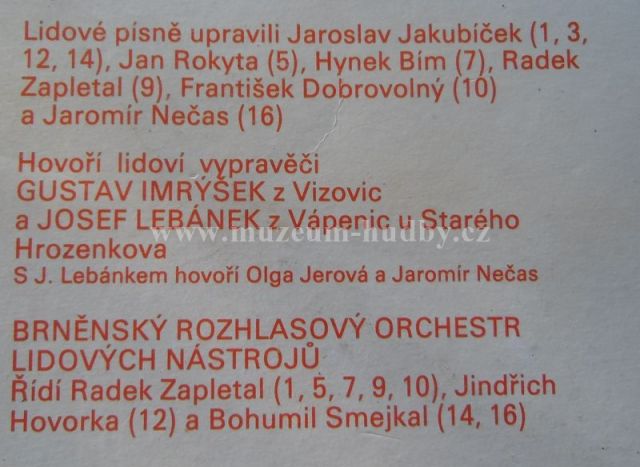 Lidové písně upravili Jaroslav Jakubíček (1, 3,
12, 14), Jan Rokyta (5), Hynek Bím (7), Radek
Zapletal (9), František Dobrovolný (10)
a Jaromír Nečas (16)
Hovoří lidoví vypravěči
GUSTAV IMRÝŠEK z Vizovic
a JOSEF LEBÁNEK z Vápenic u Starého
www.muzeum-hudby.cz
Hrozenkova
S J. Lebánkem hovoří Olga Jerová a Jaromír Nečas
BRNĚNSKÝ ROZHLASOVÝ ORCHESTR
LIDOVÝCH NÁSTROJŮ
Řídí Radek Zapletal (1, 5, 7, 9, 10), Jindřich
Hovorka (12) a Bohumil Smejkal (14, 16)